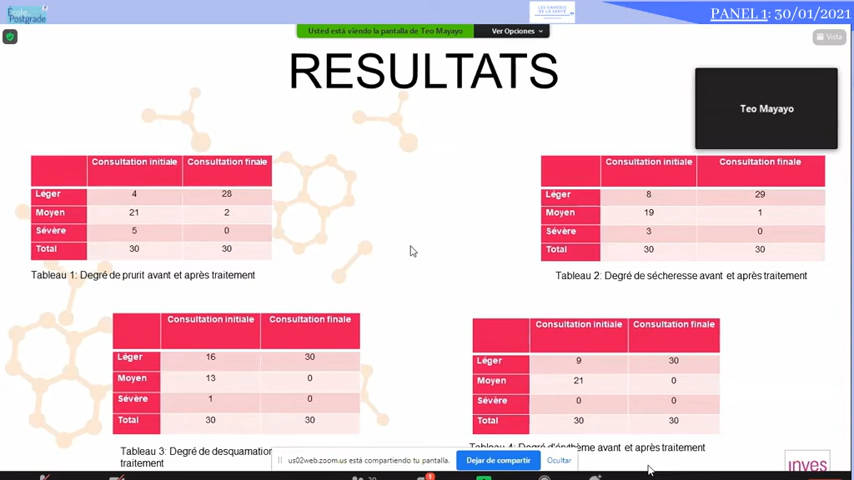 école
Postgrade
LES CAHIERS
DE LA SANTÉ
PANEL 1: 30/01/2021
Usted está viendo la pantalla de Teo Mayayo
Ver Opciones
Vista
RESULTATS
Teo Mayayo
Consultation initiale Consultation finale
Léger 4 28
Moyen 21 2
Sévère 5 0
Total 30 30
Tableau 1: Degré de prurit avant et après traitement
Consultation initiale Consultation finale
Léger 8 29
Moyen 19 1
Sévère 3 0
Total 30 30
Tableau 2: Degré de sécheresse avant et après traitement
Consultation initiale Consultation finale
Léger 16 30
Moyen 13 0
Sévère 1 0
Total 30 30
Tableau 3: Degré de desquamation
traitement
Consultation initiale Consultation finale
Léger 9 30
Moyen 21 0
Sévère 0 0
Total 30 30
Tableau 4: Degré d'érythème avant et après traitement
us02web.zoom.us está compartiendo tu pantalla.
Dejar de compartir
Ocultar
inves